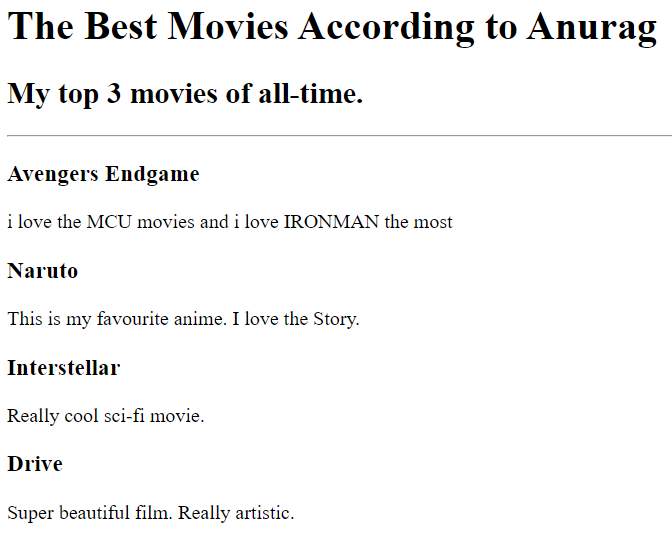 The Best Movies According to Anurag
My top 3 movies of all-time.
Avengers Endgame
i love the MCU movies and i love IRONMAN the most
Naruto
This is my favourite anime. I love the Story.
Interstellar
Really cool sci-fi movie.
Drive
Super beautiful film. Really artistic.